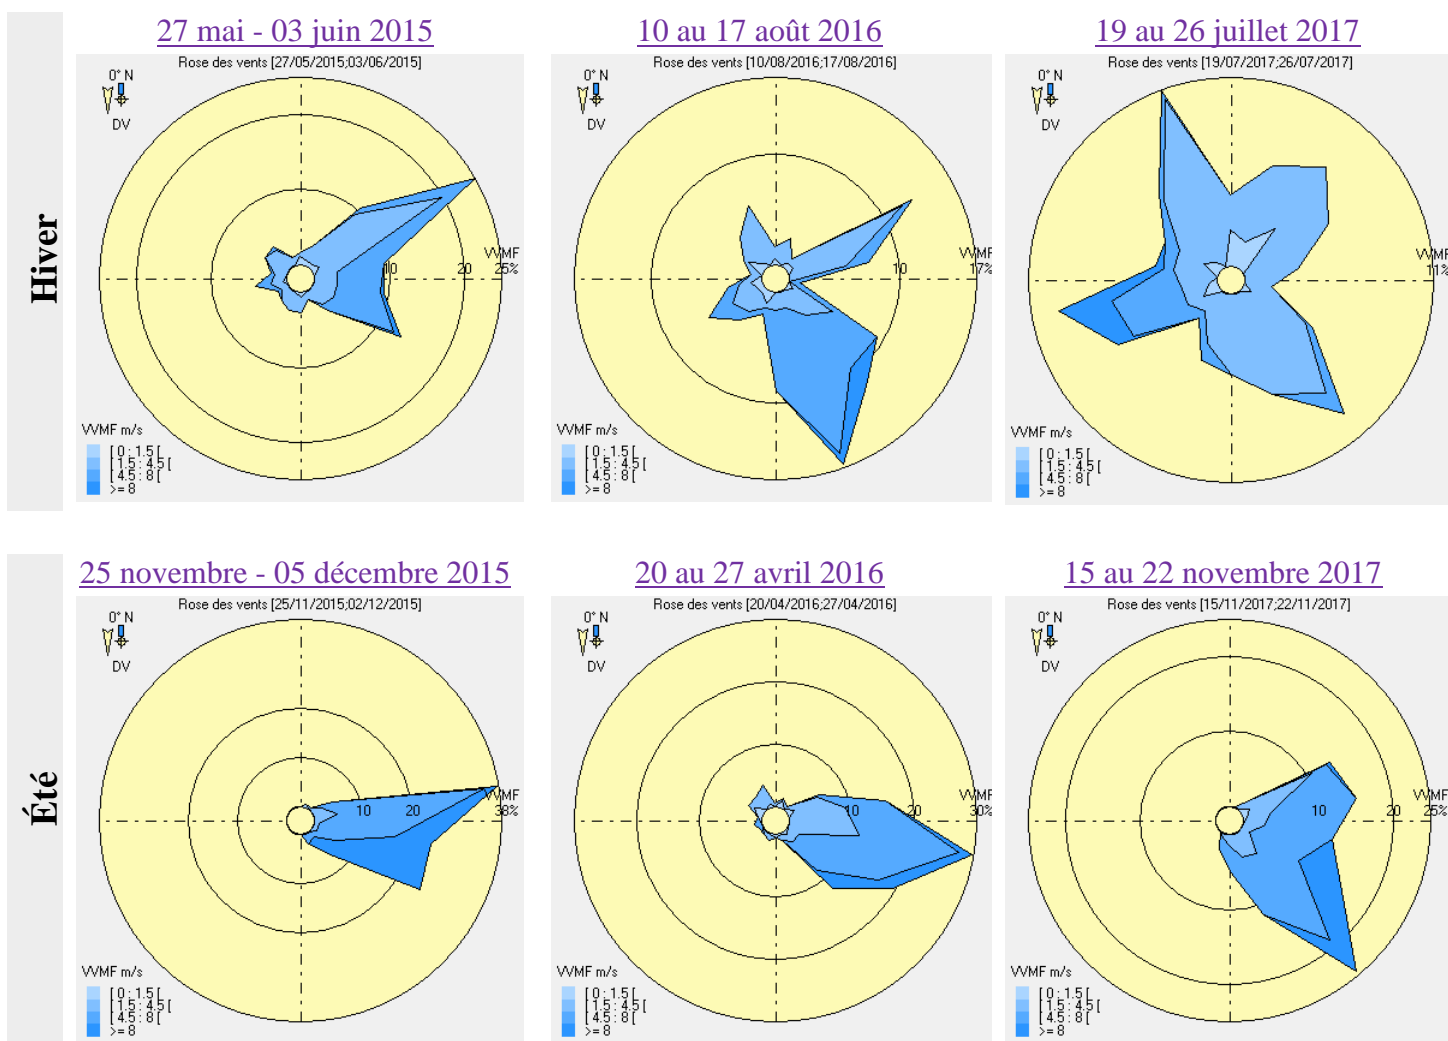 Hiver
27 mai - 03 juin 2015
Rose des vents [27/05/2015;03/06/2015]
0° N
DV
VVMF
10
20
25%
VVMF m/s
[ 0 : 1.5 [
[ 1.5 : 4.5 [
[ 4.5 : 8 [
>= 8
10 au 17 août 2016
Rose des vents [10/08/2016;17/08/2016]
0° N
DV
VVMF
10
17%
VVMF m/s
[ 0 : 1.5 [
[ 1.5 : 4.5 [
[ 4.5 : 8 [
>= 8
19 au 26 juillet 2017
Rose des vents [19/07/2017;26/07/2017]
0° N
DV
VVMF
11%
VVMF m/s
[ 0 : 1.5 [
[ 1.5 : 4.5 [
[ 4.5 : 8 [
>= 8
Été
25 novembre - 05 décembre 2015
Rose des vents [25/11/2015;02/12/2015]
0° N
DV
VVMF
10
20
38%
VVMF m/s
[ 0 : 1.5 [
[ 1.5 : 4.5 [
[ 4.5 : 8 [
>= 8
20 au 27 avril 2016
Rose des vents [20/04/2016;27/04/2016]
0° N
DV
VVMF
10
20
30%
VVMF m/s
[ 0 : 1.5 [
[ 1.5 : 4.5 [
[ 4.5 : 8 [
>= 8
15 au 22 novembre 2017
Rose des vents [15/11/2017;22/11/2017]
0° N
DV
VVMF
10
20
25%
VVMF m/s
[ 0 : 1.5 [
[ 1.5 : 4.5 [
[ 4.5 : 8 [
>= 8